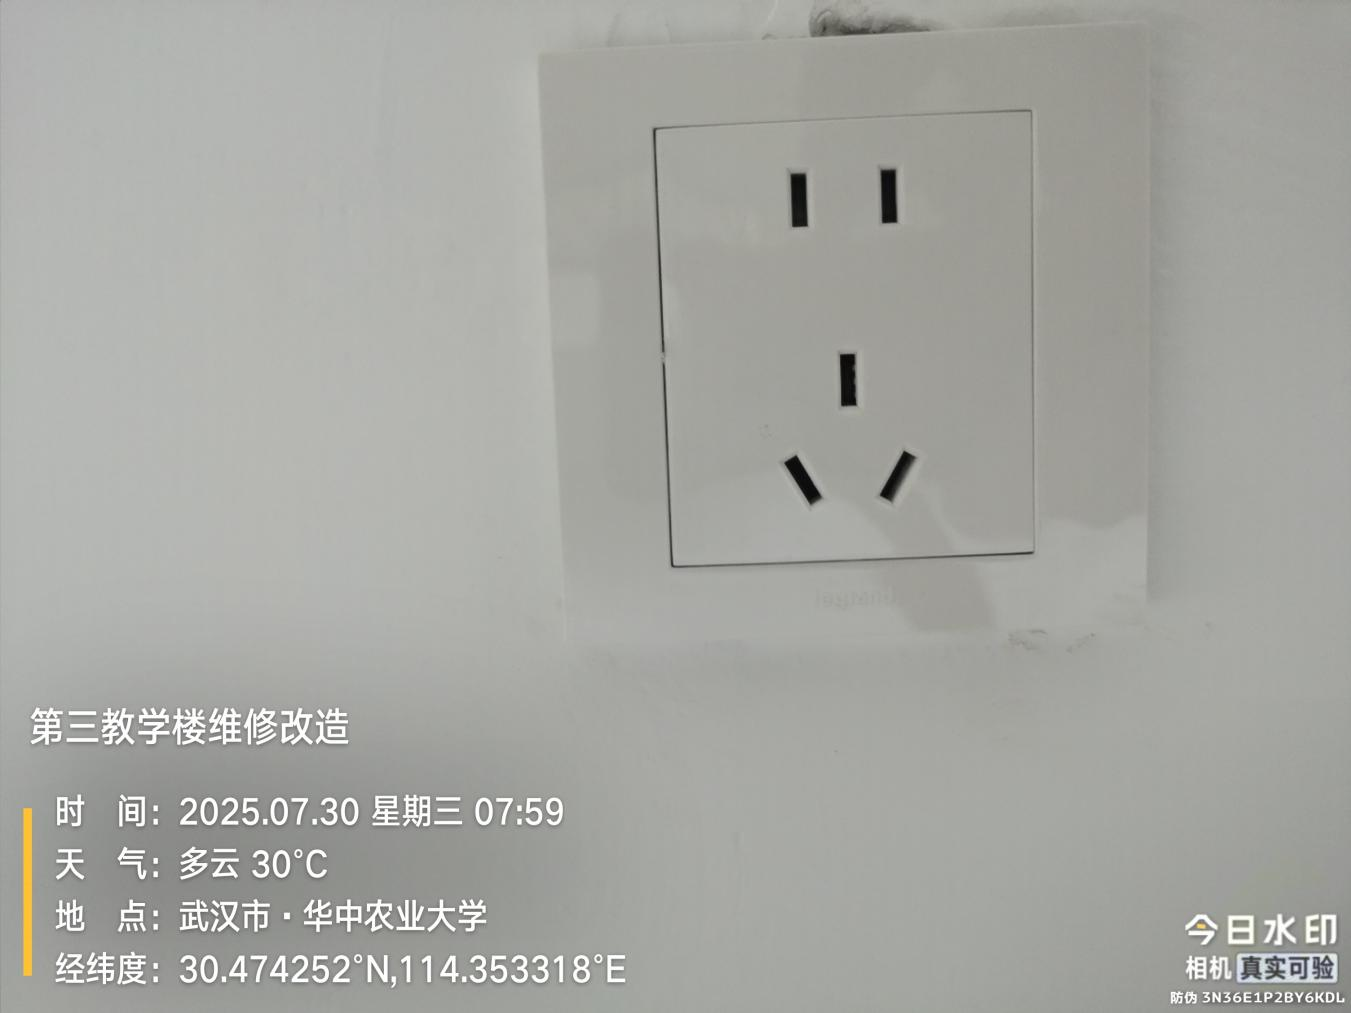 第三教学楼维修改造
时 间：2025.07.30 星期三 07:59
天 气：多云 30°C
地 点：武汉市·华中农业大学
经纬度：30.474252°N,114.353318°E
今日水印
相机 真实可验
防伪 3N36E1P2BY6KDL